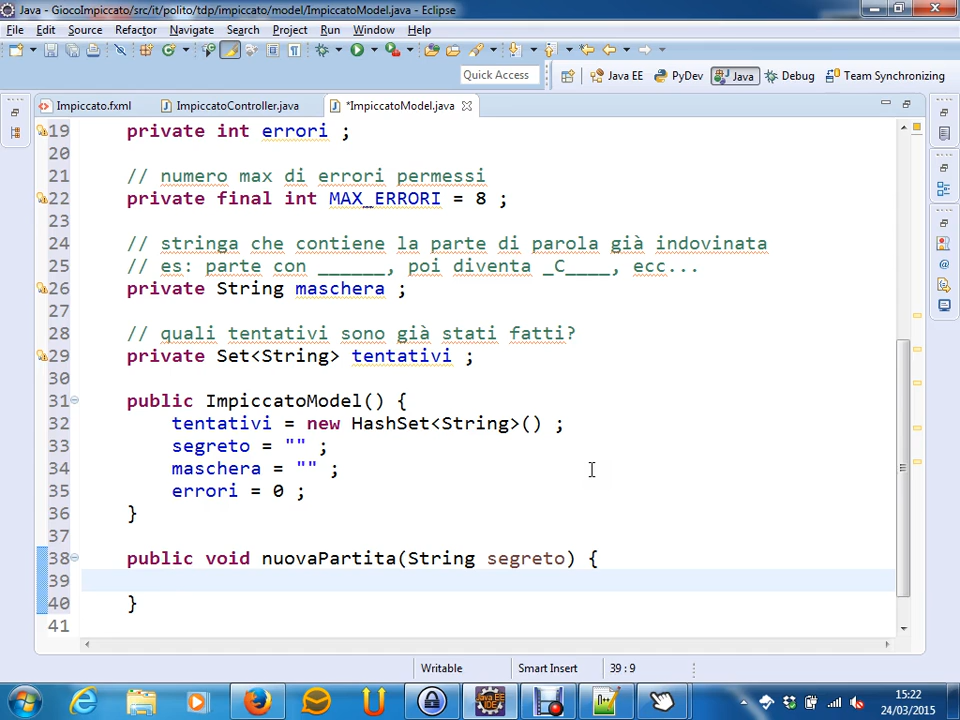 Java - GiocoImpiccato/src/it/polito/tdp/impiccato/model/ImpiccatoModel.java - Eclipse
File Edit Source Refactor Navigate Search Project Run Window Help
Quick Access Java EE PyDev Java Debug Team Synchronizing
Impiccato.fxml ImpiccatoController.java *ImpiccatoModel.java
19 private int errori ;
20
21 // numero max di errori permessi
22 private final int MAX_ERRORI = 8 ;
23
24 // stringa che contiene la parte di parola già indovinata
25 // es: parte con ______, poi diventa _C____, ecc...
26 private String maschera ;
27
28 // quali tentativi sono già stati fatti?
29 private Set<String> tentativi ;
30
31 public ImpiccatoModel() {
32 tentativi = new HashSet<String>() ;
33 segreto = "" ;
34 maschera = "" ;
35 errori = 0 ;
36 }
37
38 public void nuovaPartita(String segreto) {
39
40 }
41
Writable Smart Insert 39 : 9
15:22
24/03/2015